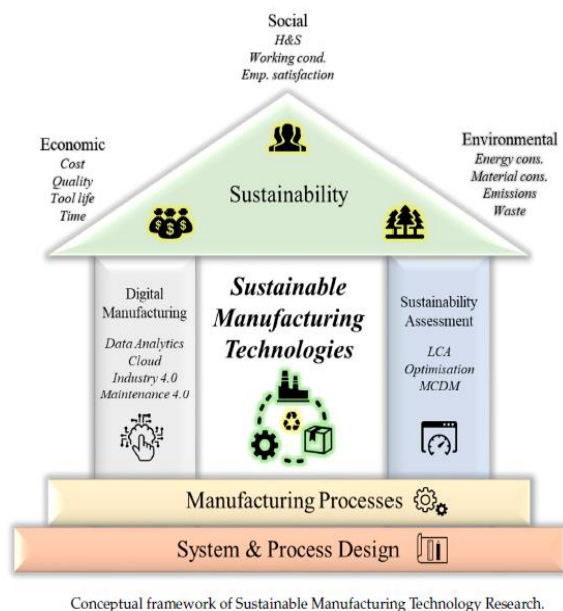 Social
H&S
Working cond.
Emp. satisfaction
Economic
Cost
Quality
Tool life
Time
Environmental
Energy cons.
Material cons.
Emissions
Waste
Sustainability
Digital
Manufacturing
Data Analytics
Cloud
Industry 4.0
Maintenance 4.0
Sustainable
Manufacturing
Technologies
Sustainability
Assessment
LCA
Optimisation
MCDM
Manufacturing Processes
System & Process Design
Conceptual framework of Sustainable Manufacturing Technology Research.